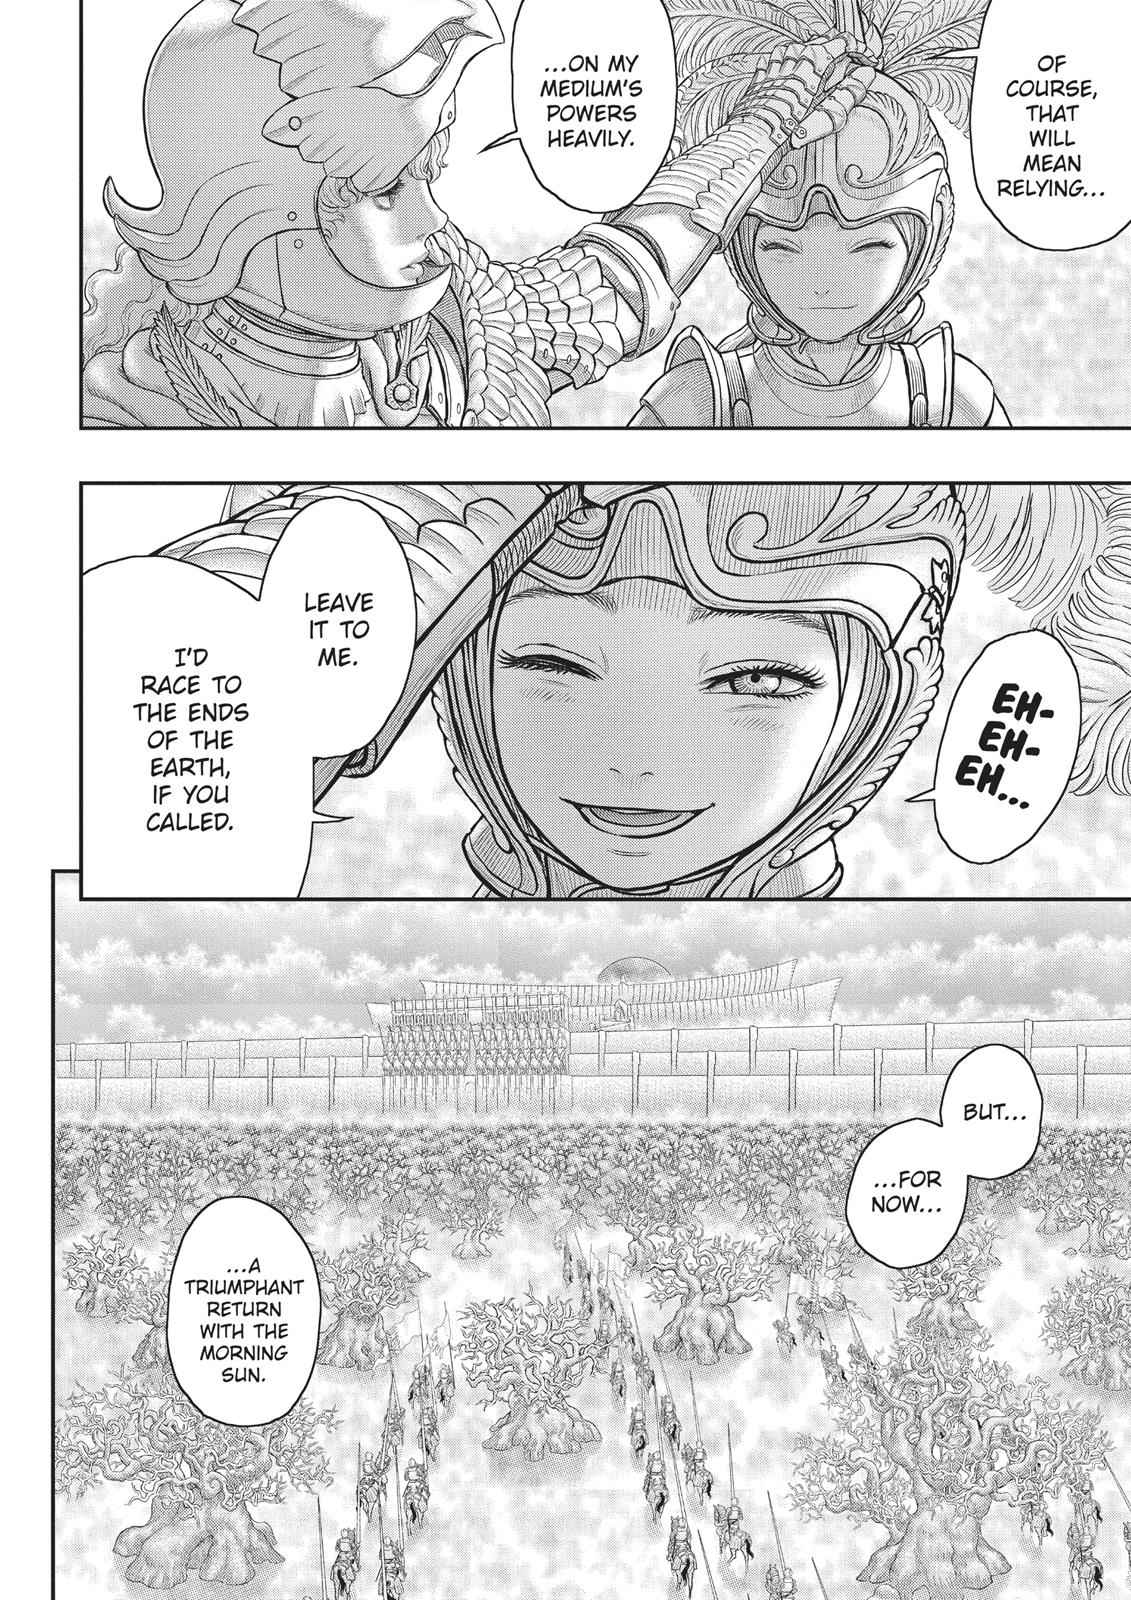 OF
COURSE,
THAT
WILL
MEAN
RELYING...
...ON MY
MEDIUM'S
POWERS
HEAVILY.
EH-
EH-
EH...
LEAVE
IT TO
ME.
I'D
RACE TO
THE ENDS
OF THE
EARTH,
IF YOU
CALLED.
BUT...
...FOR
NOW...
...A
TRIUMPHANT
RETURN
WITH THE
MORNING
SUN.